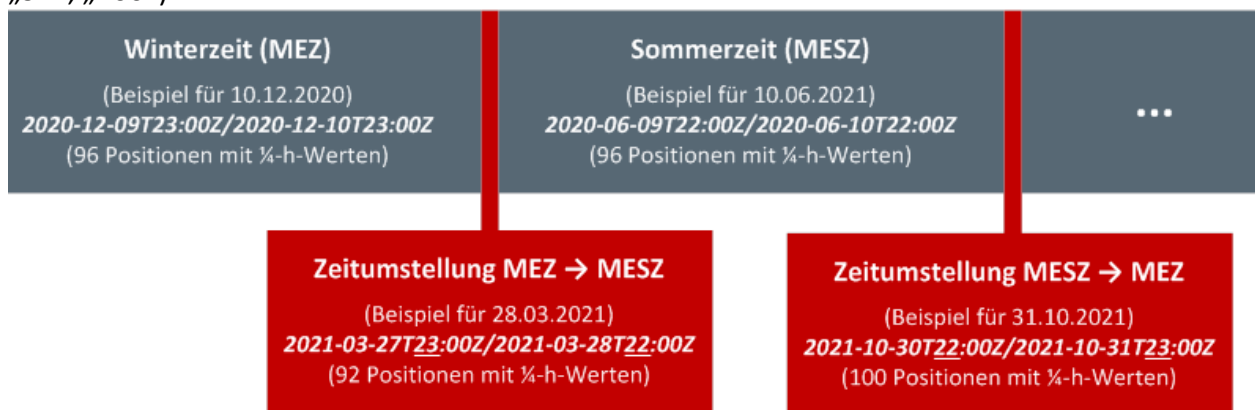 Winterzeit (MEZ)
(Beispiel für 10.12.2020)
2020-12-09T23:00Z/2020-12-10T23:00Z
(96 Positionen mit ¼-h-Werten)
Sommerzeit (MESZ)
(Beispiel für 10.06.2021)
2020-06-09T22:00Z/2020-06-10T22:00Z
(96 Positionen mit ¼-h-Werten)
...
Zeitumstellung MEZ → MESZ
(Beispiel für 28.03.2021)
2021-03-27T23:00Z/2021-03-28T22:00Z
(92 Positionen mit ¼-h-Werten)
Zeitumstellung MESZ → MEZ
(Beispiel für 31.10.2021)
2021-10-30T22:00Z/2021-10-31T23:00Z
(100 Positionen mit ¼-h-Werten)